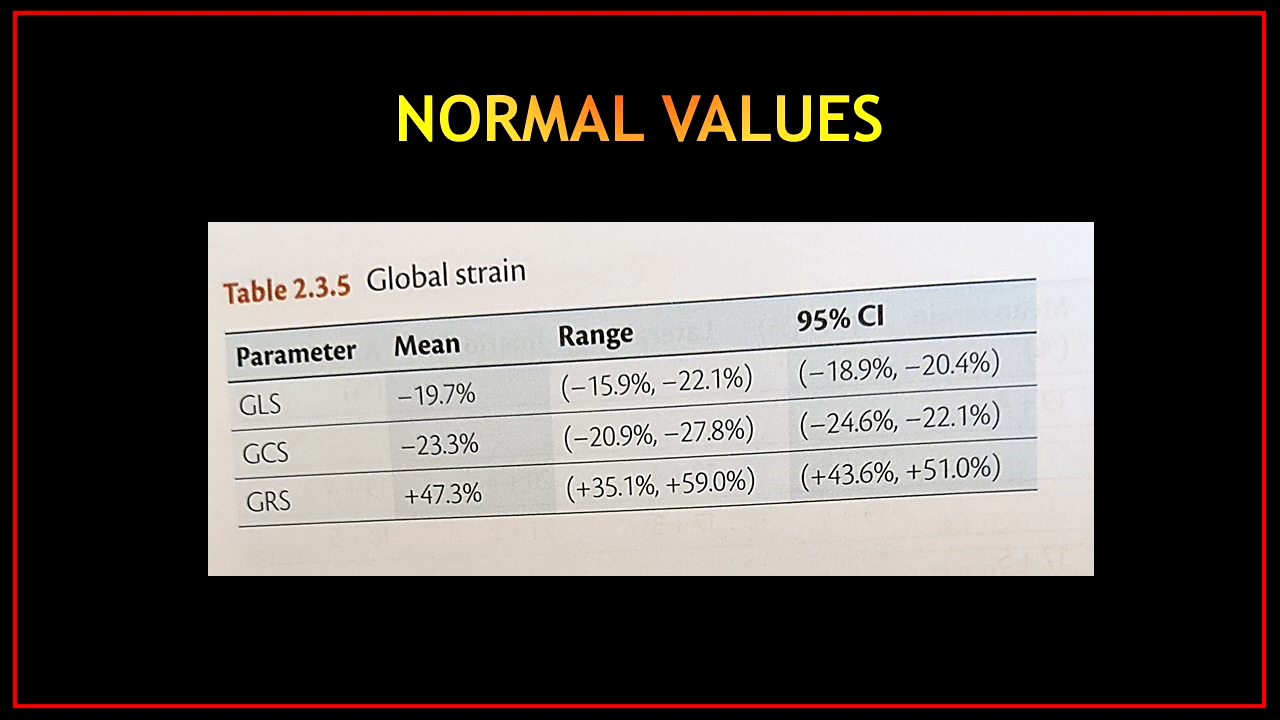 NORMAL VALUES
Table 2.3.5 Global strain
Parameter Mean Range 95% CI
GLS −19.7% (−15.9%, −22.1%) (−18.9%, −20.4%)
GCS −23.3% (−20.9%, −27.8%) (−24.6%, −22.1%)
GRS +47.3% (+35.1%, +59.0%) (+43.6%, +51.0%)